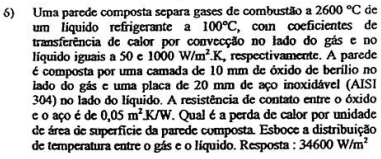 6) Uma parede composta separa gases de combustão a 2600 ºC de
um líquido refrigerante a 100ºC, com coeficientes de
transferência de calor por convecção no lado do gás e no
líquido iguais a 50 e 1000 W/m².K, respectivamente. A parede
é composta por uma camada de 10 mm de óxido de berílio no
lado do gás e uma placa de 20 mm de aço inoxidável (AISI
304) no lado do líquido. A resistência de contato entre o óxido
e o aço é de 0,05 m².K/W. Qual é a perda de calor por unidade
de área de superfície da parede composta. Esboce a distribuição
de temperatura entre o gás e o líquido. Resposta : 34600 W/m²